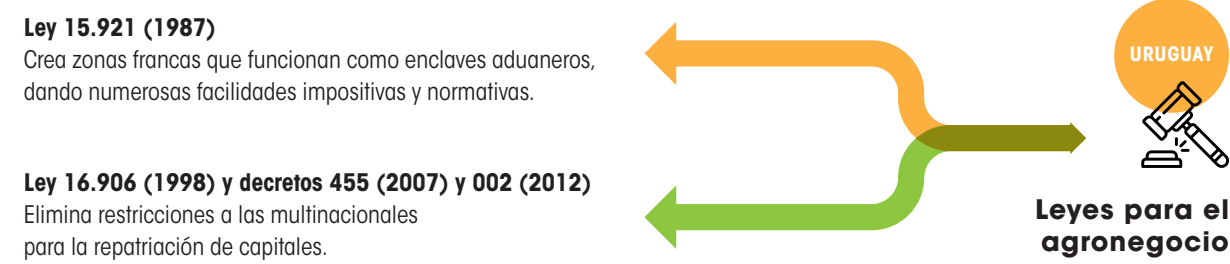 Ley 15.921 (1987)
Crea zonas francas que funcionan como enclaves aduaneros,
dando numerosas facilidades impositivas y normativas.
Ley 16.906 (1998) y decretos 455 (2007) y 002 (2012)
Elimina restricciones a las multinacionales
para la repatriación de capitales.
URUGUAY
Leyes para el
agronegocio